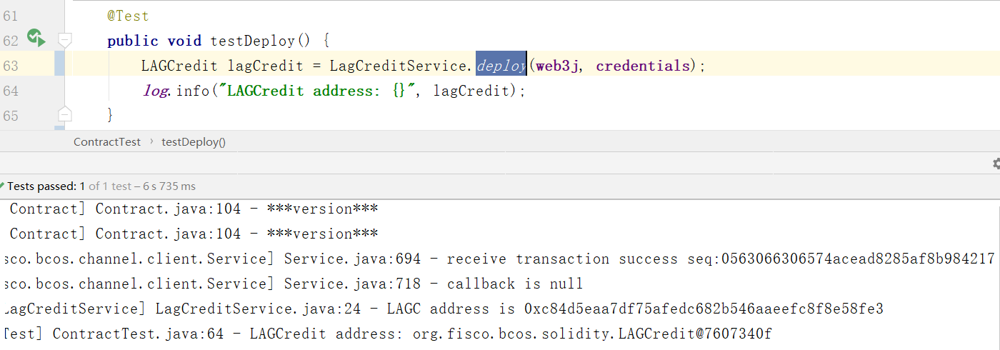 61 @Test
62 public void testDeploy() {
63 LAGCredit lagCredit = LagCreditService.deploy(web3j, credentials);
64 log.info("LAGCredit address: {}", lagCredit);
65 }
ContractTest › testDeploy()
Tests passed: 1 of 1 test – 6 s 735 ms
Contract] Contract.java:104 - ***version***
Contract] Contract.java:104 - ***version***
sco.bcos.channel.client.Service] Service.java:694 - receive transaction success seq:0563066306574acead8285af8b984217
sco.bcos.channel.client.Service] Service.java:718 - callback is null
LagCreditService] LagCreditService.java:24 - LAGC address is 0xc84d5eaa7df75afedc682b546aaeefc8f8e58fe3
Test] ContractTest.java:64 - LAGCredit address: org.fisco.bcos.solidity.LAGCredit@7607340f